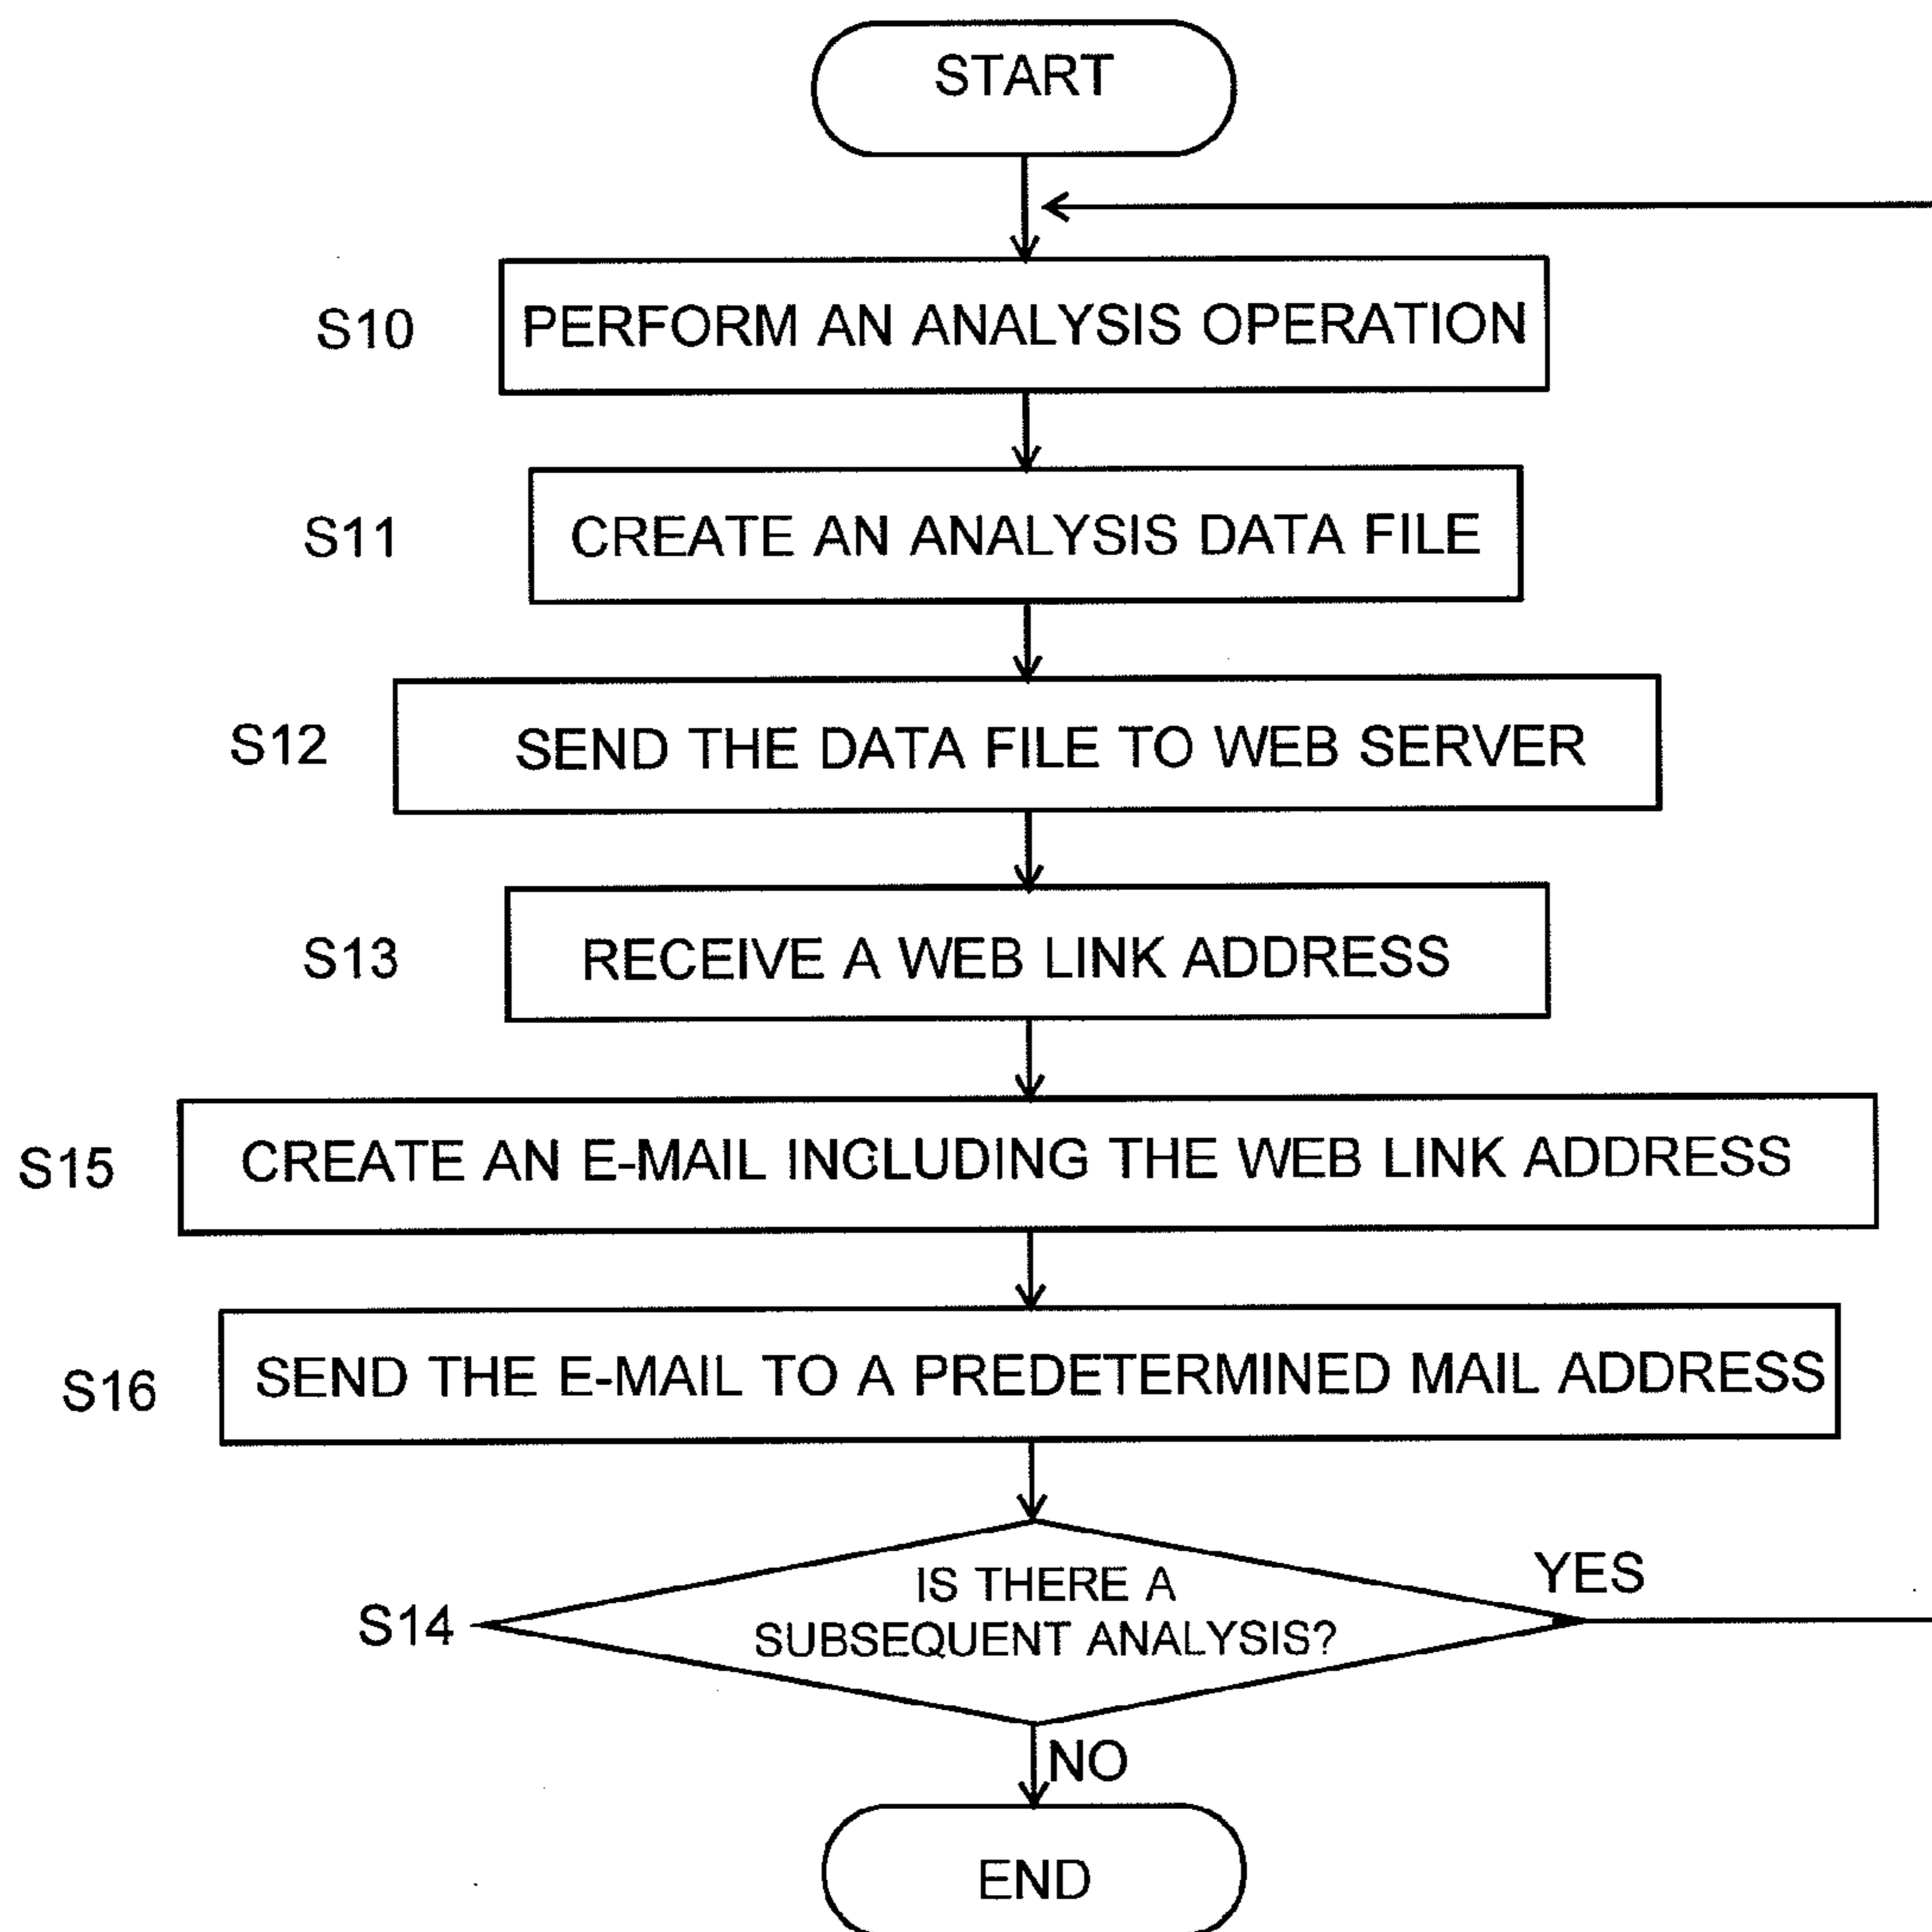 START
S10
PERFORM AN ANALYSIS OPERATION
S11
CREATE AN ANALYSIS DATA FILE
S12
SEND THE DATA FILE TO WEB SERVER
S13
RECEIVE A WEB LINK ADDRESS
S15
CREATE AN E-MAIL INCLUDING THE WEB LINK ADDRESS
S16
SEND THE E-MAIL TO A PREDETERMINED MAIL ADDRESS
S14
IS THERE A
SUBSEQUENT ANALYSIS?
YES
NO
END